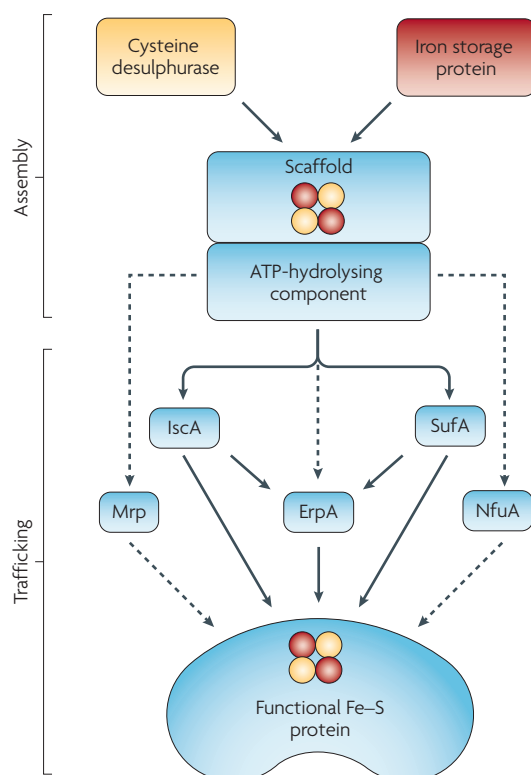 Cysteine
desulphurase
Iron storage
protein
Assembly
Scaffold
ATP-hydrolysing
component
Trafficking
IscA
SufA
Mrp
ErpA
NfuA
Functional Fe–S
protein